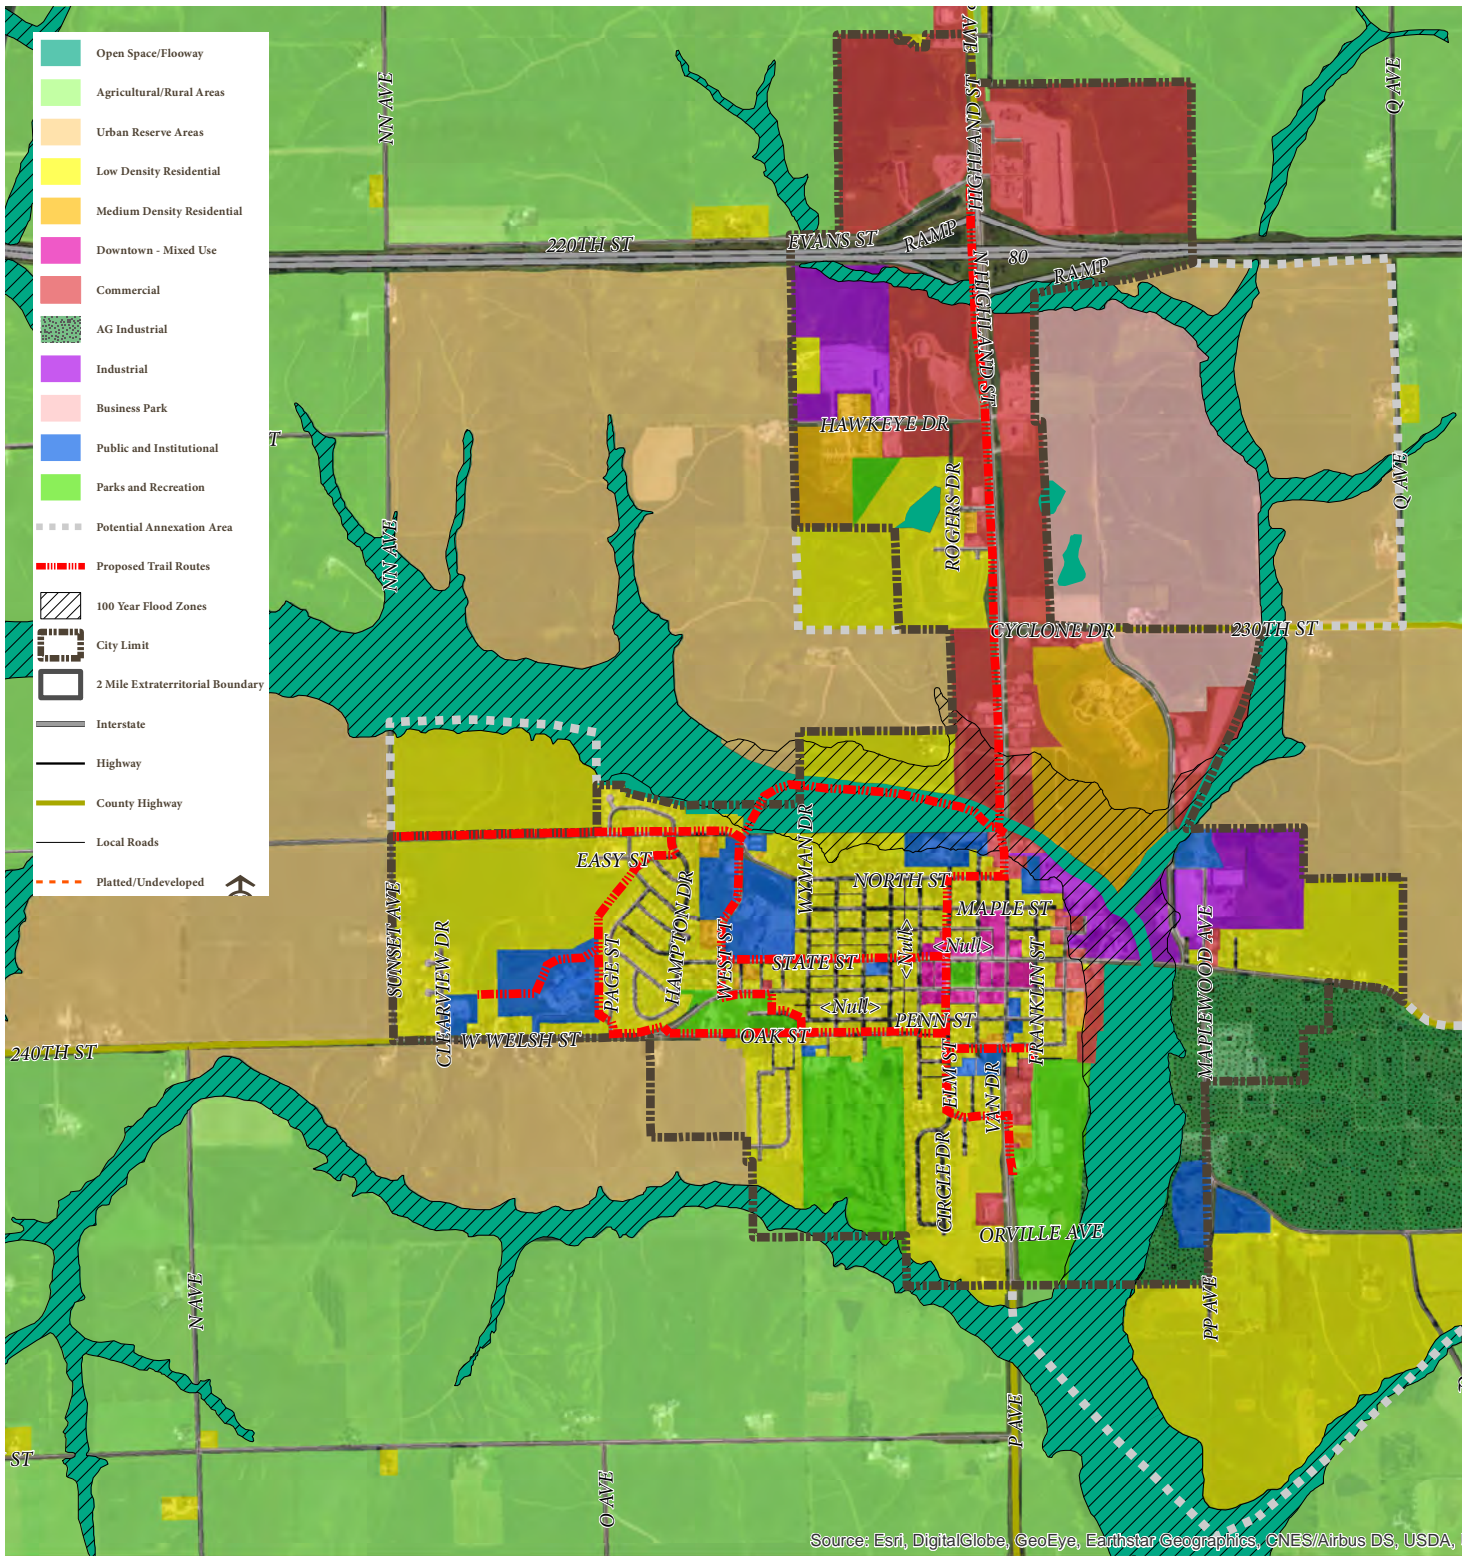 Open Space/Flooway
Agricultural/Rural Areas
Urban Reserve Areas
Low Density Residential
Medium Density Residential
Downtown - Mixed Use
Commercial
AG Industrial
Industrial
Business Park
Public and Institutional
Parks and Recreation
Potential Annexation Area
Proposed Trail Routes
100 Year Flood Zones
City Limit
2 Mile Extraterritorial Boundary
Interstate
Highway
County Highway
Local Roads
Platted/Undeveloped
AVE
NN AVE
HIGHLAND ST
Q AVE
220TH ST
EVANS ST
RAMP
80
RAMP
N HIGHLAND ST
HAWKEYE DR
T
ROGERS DR
Q AVE
NN AVE
CYCLONE DR
230TH ST
WYMAN DR
EASY ST
NORTH ST
HAMPTON DR
MAPLE ST
SUNSET AVE
CLEARVIEW DR
PAGE ST
WEST ST
STATE ST
<Null>
<Null>
FRANKLIN ST
MAPLEWOOD AVE
<Null>
PENN ST
W WELSH ST
OAK ST
240TH ST
ELM ST
VAN DR
CIRCLE DR
ORVILLE AVE
N AVE
PP AVE
P AVE
ST
O AVE
Source: Esri, DigitalGlobe, GeoEye, Earthstar Geographics, CNES/Airbus DS, USDA,